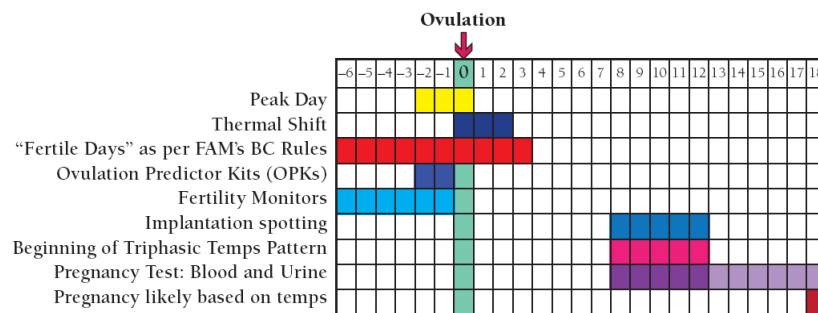 Ovulation
–6 –5 –4 –3 –2 –1 0 1 2 3 4 5 6 7 8 9 10 11 12 13 14 15 16 17 18
Peak Day
Thermal Shift
“Fertile Days” as per FAM’s BC Rules
Ovulation Predictor Kits (OPKs)
Fertility Monitors
Implantation spotting
Beginning of Triphasic Temps Pattern
Pregnancy Test: Blood and Urine
Pregnancy likely based on temps